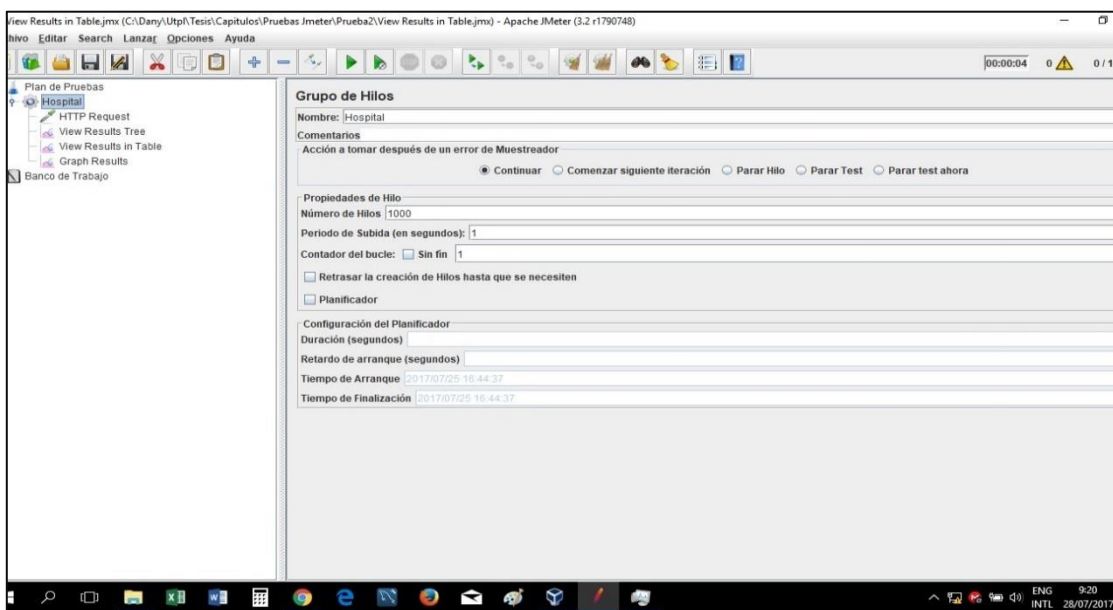 View Results in Table.jmx (C:\Dany\Utpl\Tesis\Capitulos\Pruebas Jmeter\Prueba2\View Results in Table.jmx) - Apache JMeter (3.2 r1790748)
hivo Editar Search Lanzar Opciones Ayuda
00:00:04 0 0 / 1
Plan de Pruebas
Hospital
HTTP Request
View Results Tree
View Results in Table
Graph Results
Banco de Trabajo
Grupo de Hilos
Nombre: Hospital
Comentarios
Acción a tomar después de un error de Muestreador
Continuar Comenzar siguiente iteración Parar Hilo Parar Test Parar test ahora
Propiedades de Hilo
Número de Hilos 1000
Periodo de Subida (en segundos): 1
Contador del bucle: Sin fin 1
Retrasar la creación de Hilos hasta que se necesiten
Planificador
Configuración del Planificador
Duración (segundos)
Retardo de arranque (segundos)
Tiempo de Arranque 2017/07/25 16:44:37
Tiempo de Finalización 2017/07/25 16:44:37
ENG 9:20
INTL 28/07/2017